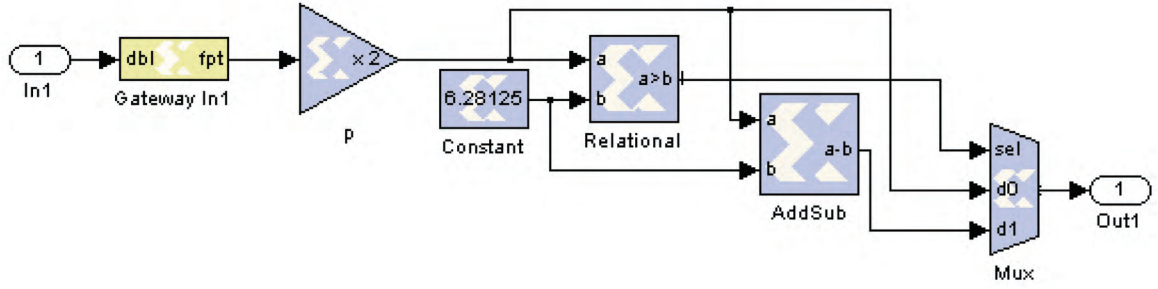 1
In1
dbl fpt
Gateway In1
x 2
p
6.28125
Constant
a
b
a>b
Relational
a
b
a-b
AddSub
sel
d0
d1
Mux
1
Out1